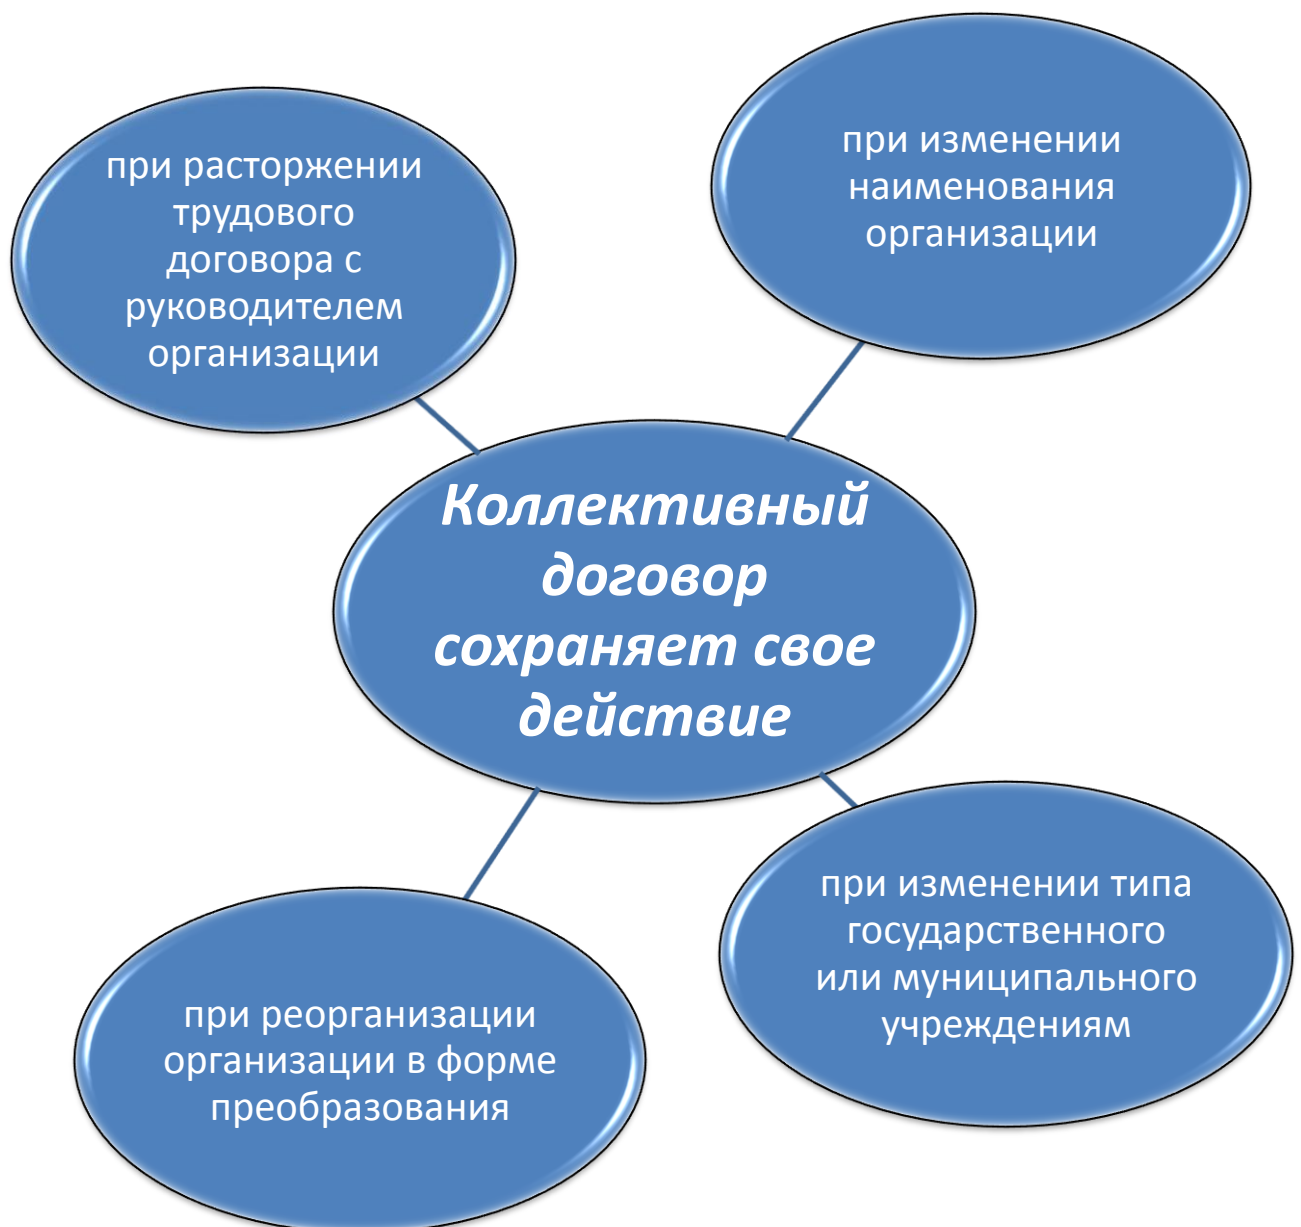 при расторжении
трудового
договора с
руководителем
организации
при изменении
наименования
организации
Коллективный
договор
сохраняет свое
действие
при реорганизации
организации в форме
преобразования
при изменении типа
государственного
или муниципального
учреждениям